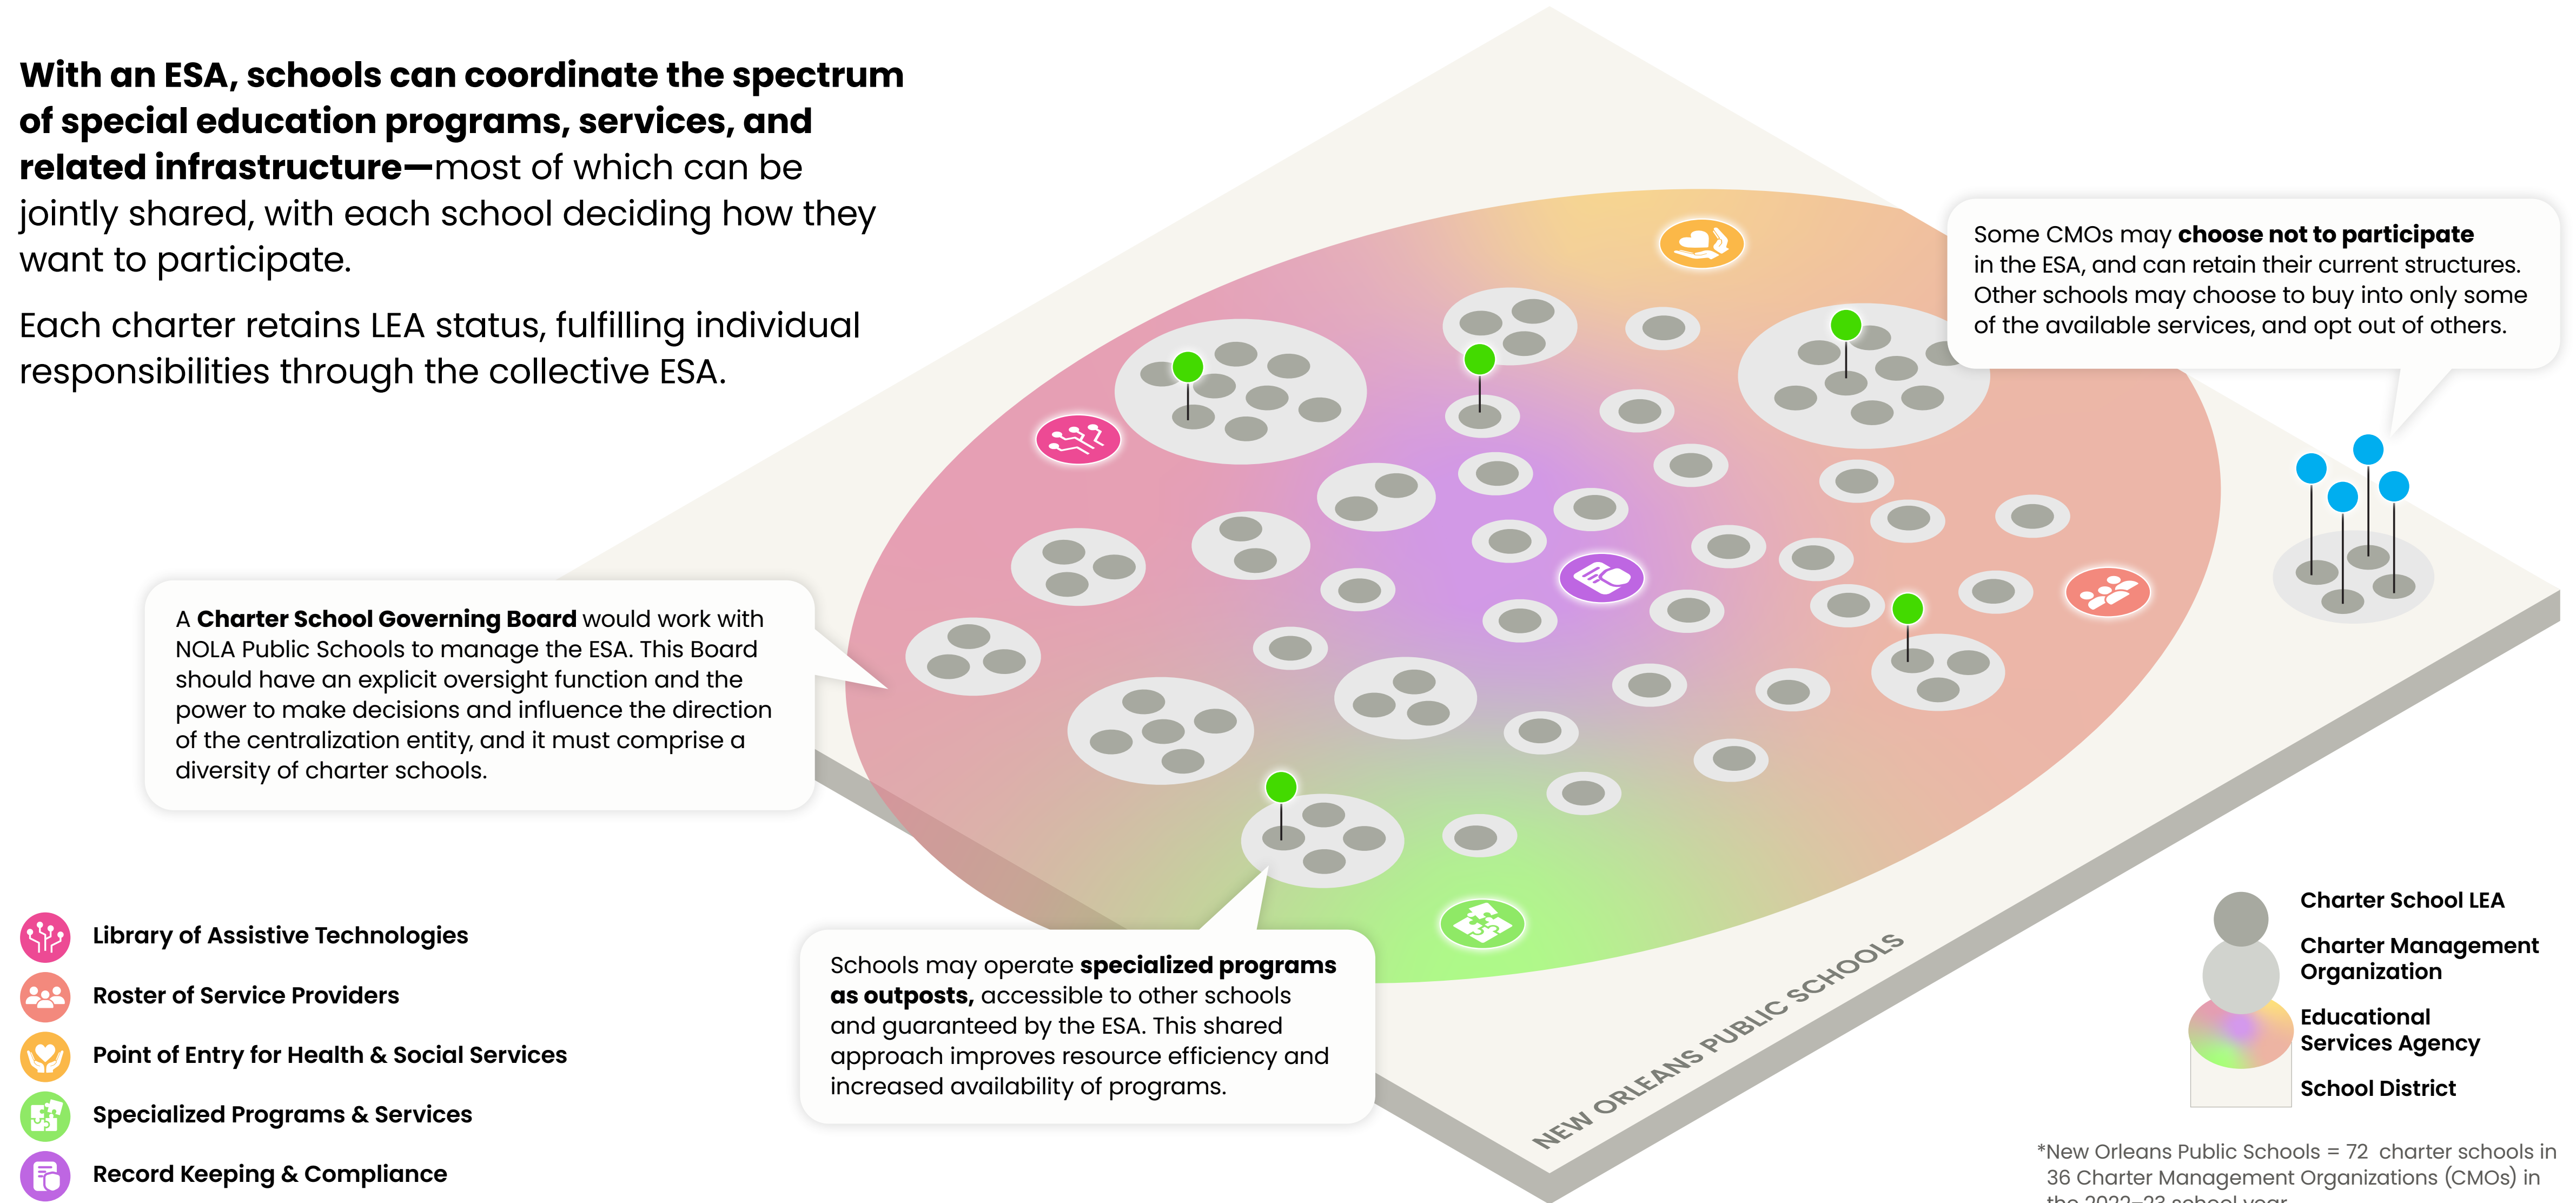 With an ESA, schools can coordinate the spectrum
of special education programs, services, and
related infrastructure—most of which can be
jointly shared, with each school deciding how they
want to participate.
Each charter retains LEA status, fulfilling individual
responsibilities through the collective ESA.
Some CMOs may choose not to participate
in the ESA, and can retain their current structures.
Other schools may choose to buy into only some
of the available services, and opt out of others.
A Charter School Governing Board would work with
NOLA Public Schools to manage the ESA. This Board
should have an explicit oversight function and the
power to make decisions and influence the direction
of the centralization entity, and it must comprise a
diversity of charter schools.
Schools may operate specialized programs
as outposts, accessible to other schools
and guaranteed by the ESA. This shared
approach improves resource efficiency and
increased availability of programs.
NEW ORLEANS PUBLIC SCHOOLS
Library of Assistive Technologies
Roster of Service Providers
Point of Entry for Health & Social Services
Specialized Programs & Services
Record Keeping & Compliance
Charter School LEA
Charter Management
Organization
Educational
Services Agency
School District
*New Orleans Public Schools = 72 charter schools in
36 Charter Management Organizations (CMOs) in
the 2022–23 school year